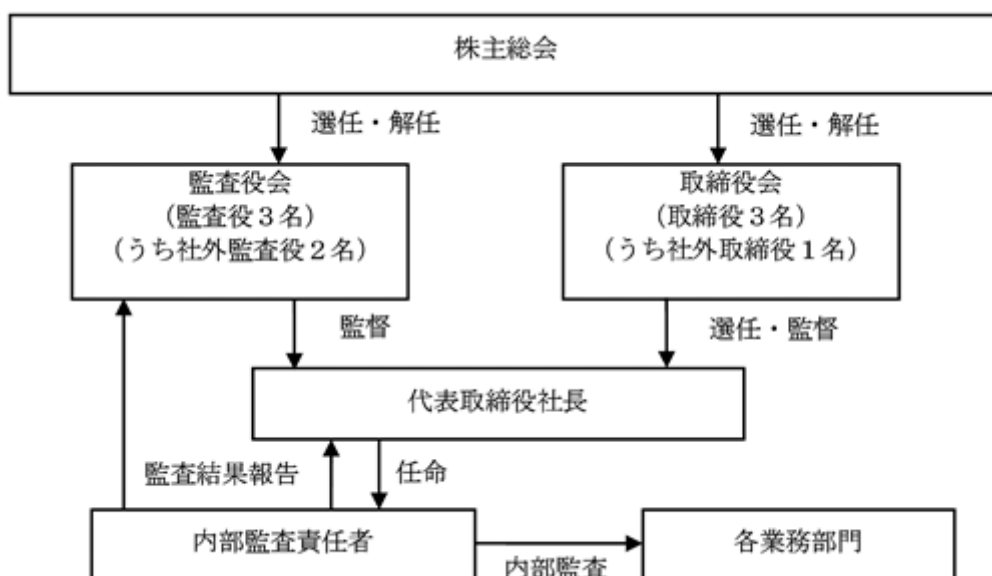 株主総会
選任・解任
選任・解任
監査役会
(監査役3名)
(うち社外監査役2名)
取締役会
(取締役3名)
(うち社外取締役1名)
監督
選任・監督
代表取締役社長
監査結果報告
任命
内部監査責任者
各業務部門
内部監査